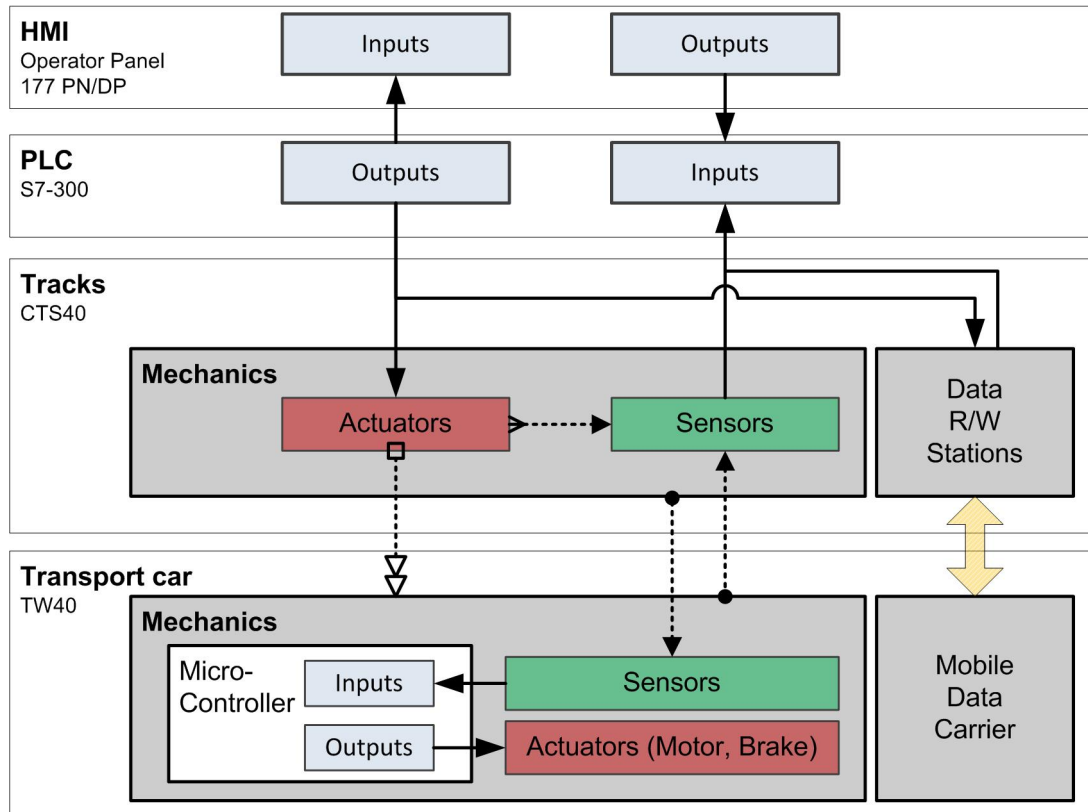 HMI
Operator Panel
177 PN/DP
Inputs
Outputs
PLC
S7-300
Outputs
Inputs
Tracks
CTS40
Mechanics
Actuators
Sensors
Data
R/W
Stations
Transport car
TW40
Mechanics
Micro-
Controller
Inputs
Outputs
Sensors
Actuators (Motor, Brake)
Mobile
Data
Carrier